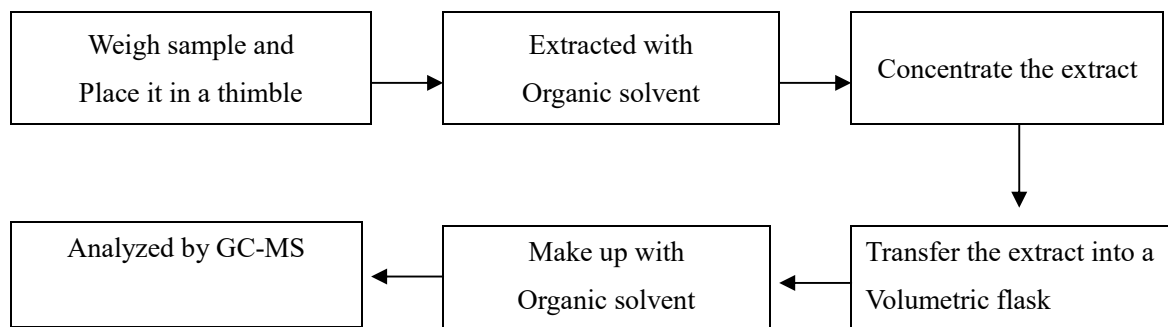 Weigh sample and
Place it in a thimble
Extracted with
Organic solvent
Concentrate the extract
Transfer the extract into a
Volumetric flask
Make up with
Organic solvent
Analyzed by GC-MS